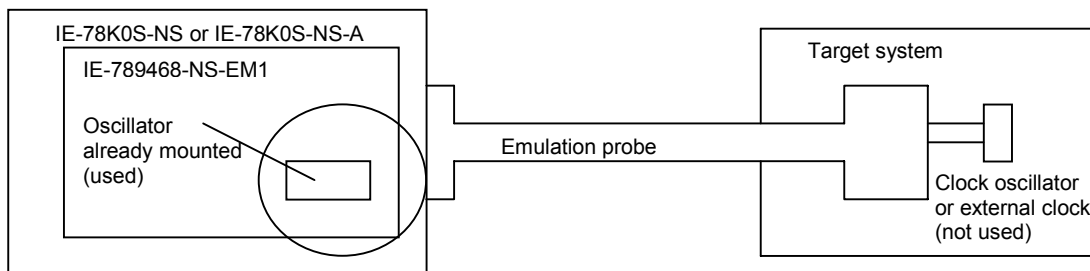 IE-78K0S-NS or IE-78K0S-NS-A
IE-789468-NS-EM1
Oscillator
already mounted
(used)
Emulation probe
Target system
Clock oscillator
or external clock
(not used)